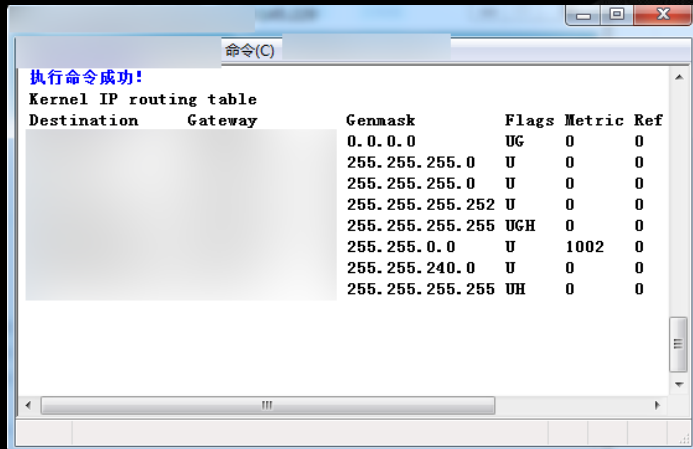 命令(C)
执行命令成功!
Kernel IP routing table
Destination Gateway Genmask Flags Metric Ref
0.0.0.0 UG 0 0
255.255.255.0 U 0 0
255.255.255.0 U 0 0
255.255.255.252 U 0 0
255.255.255.255 UGH 0 0
255.255.0.0 U 1002 0
255.255.240.0 U 0 0
255.255.255.255 UH 0 0